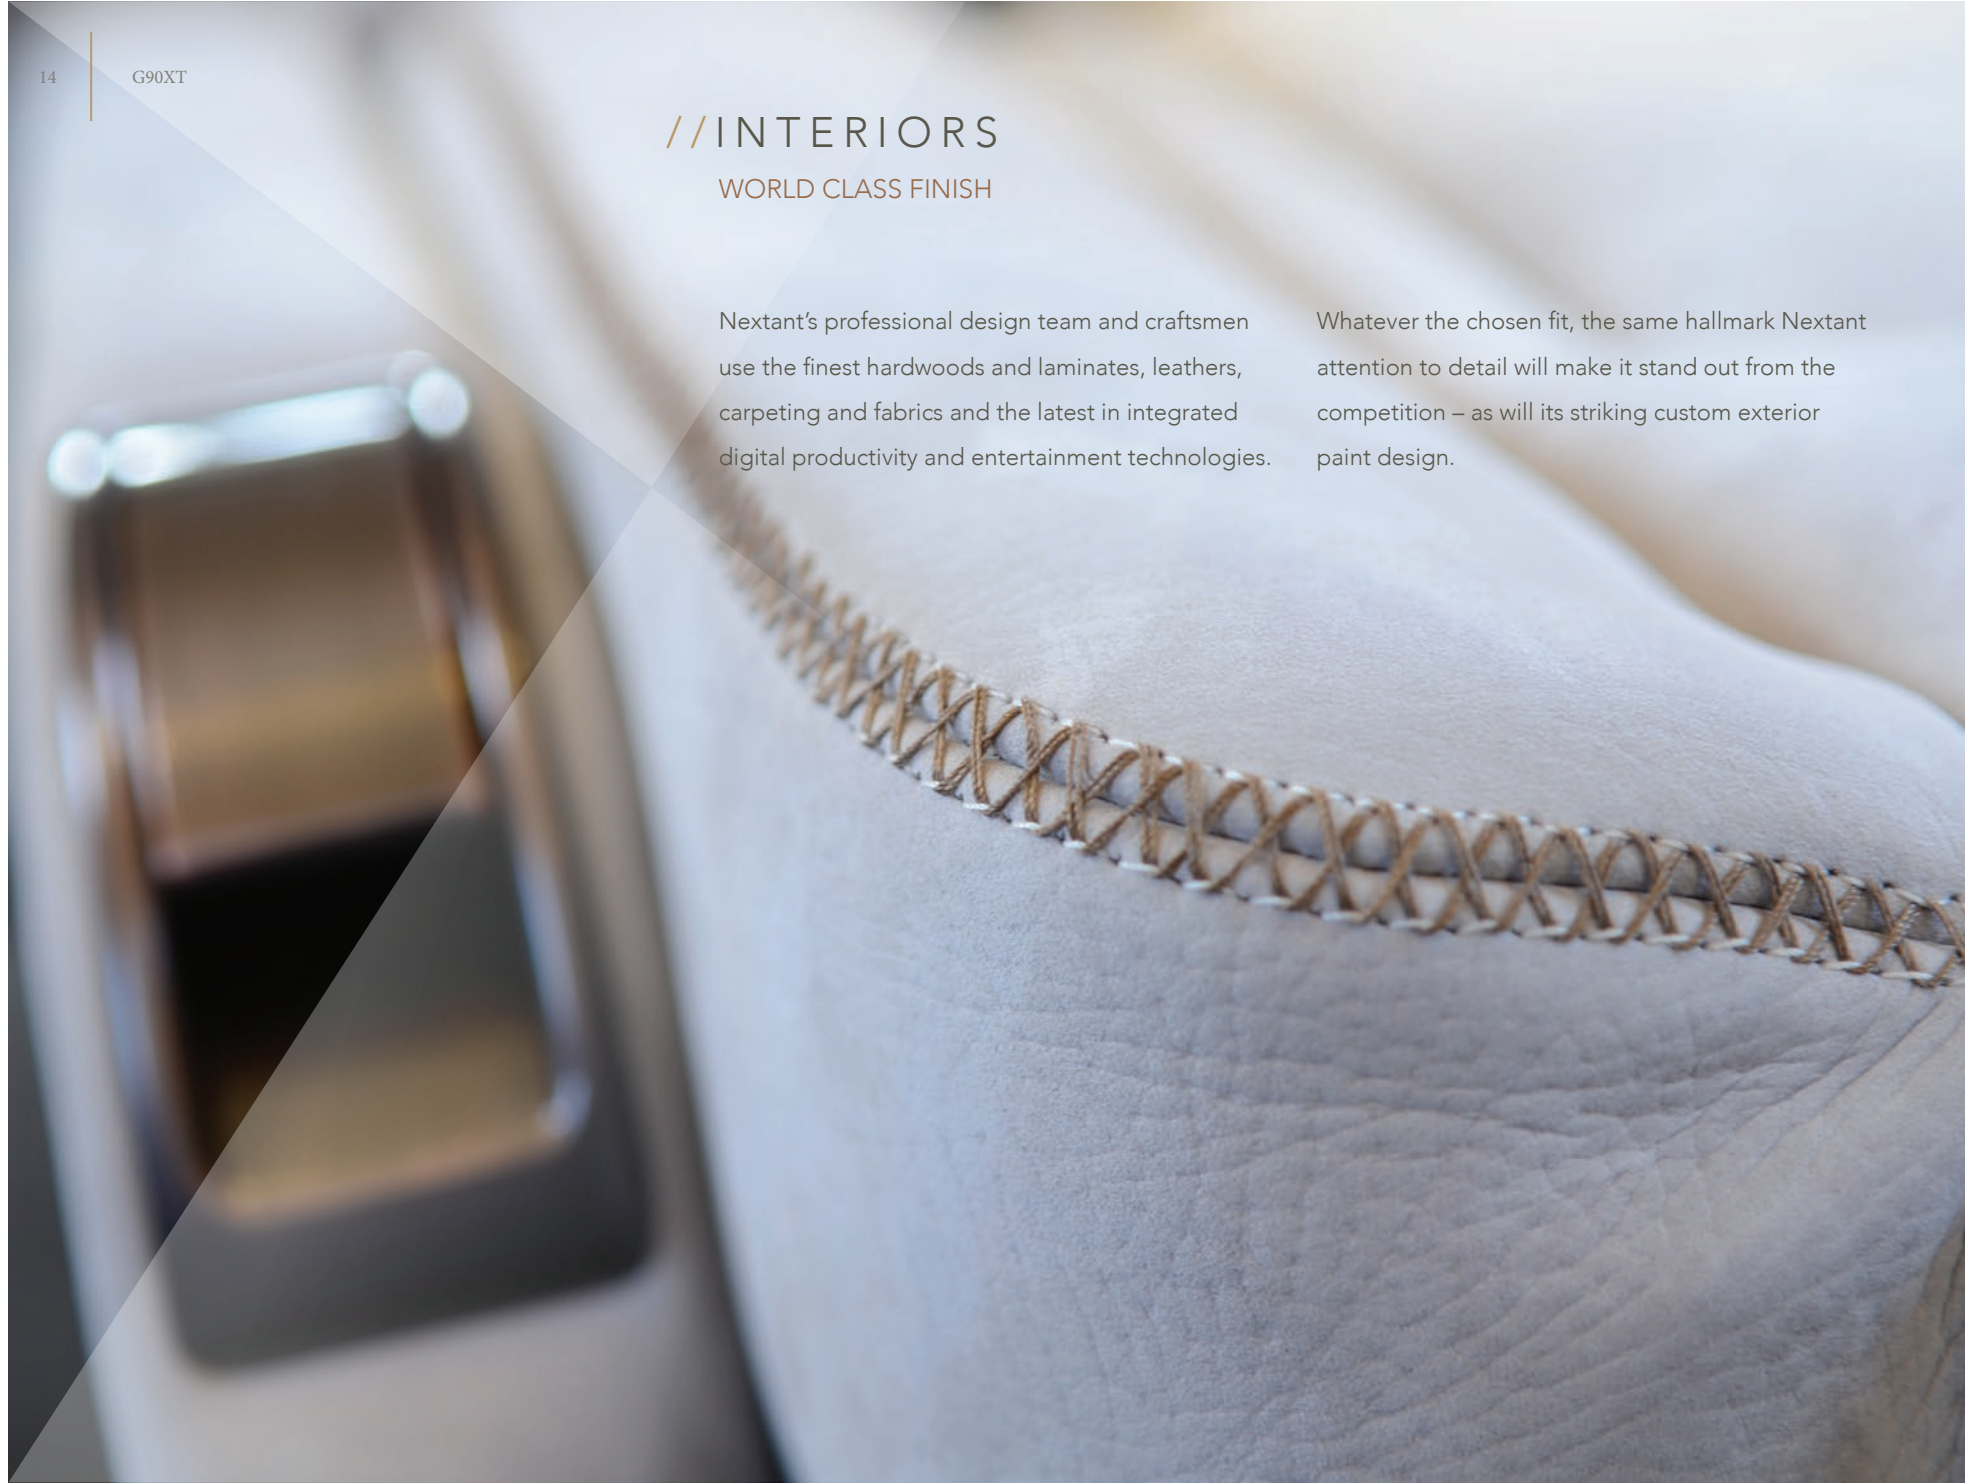 14
G90XT
//INTERIORS
WORLD CLASS FINISH
Nextant’s professional design team and craftsmen
use the finest hardwoods and laminates, leathers,
carpeting and fabrics and the latest in integrated
digital productivity and entertainment technologies.
Whatever the chosen fit, the same hallmark Nextant
attention to detail will make it stand out from the
competition – as will its striking custom exterior
paint design.